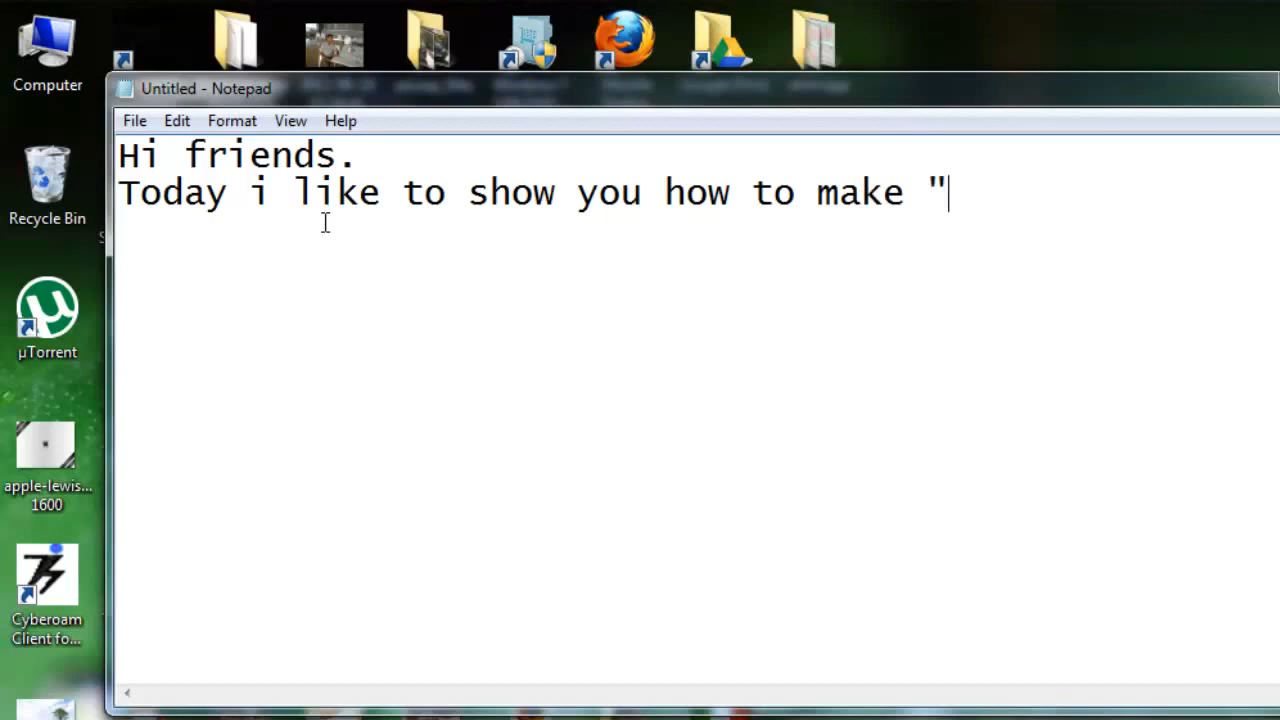 Computer
Untitled - Notepad
File Edit Format View Help
Hi friends.
Today i like to show you how to make "
Recycle Bin
µTorrent
apple-lewis...
1600
Cyberoam
Client fo...